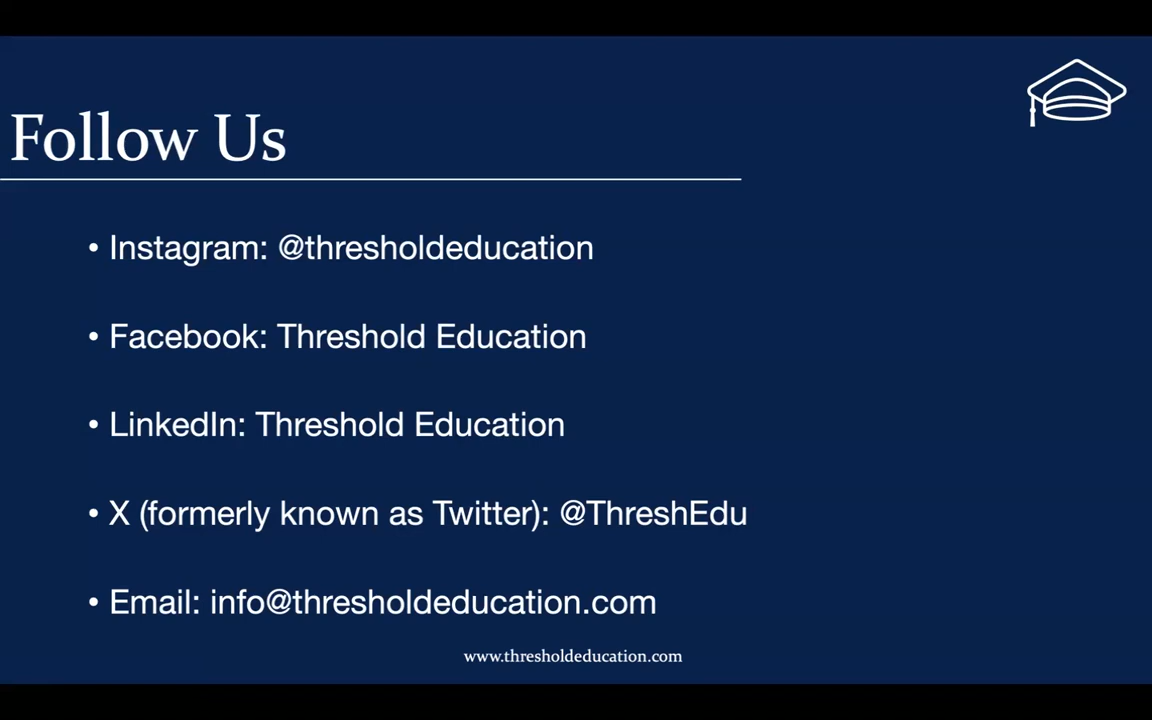 Follow Us
• Instagram: @thresholdeducation
• Facebook: Threshold Education
• LinkedIn: Threshold Education
• X (formerly known as Twitter): @ThreshEdu
• Email: info@thresholdeducation.com
www.thresholdeducation.com